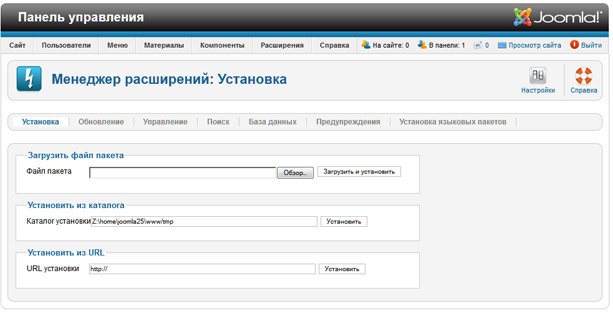 Панель управления Joomla!
Сайт Пользователи Меню Материалы Компоненты Расширения Справка На сайте: 0 В панели: 1 0 Просмотр сайта Выйти
Менеджер расширений: Установка Настройки Справка
Установка Обновление Управление Поиск База данных Предупреждения Установка языковых пакетов
Загрузить файл пакета
Файл пакета Обзор... Загрузить и установить
Установить из каталога
Каталог установки Z:\home\joomla25\www/tmp Установить
Установить из URL
URL установки http:// Установить